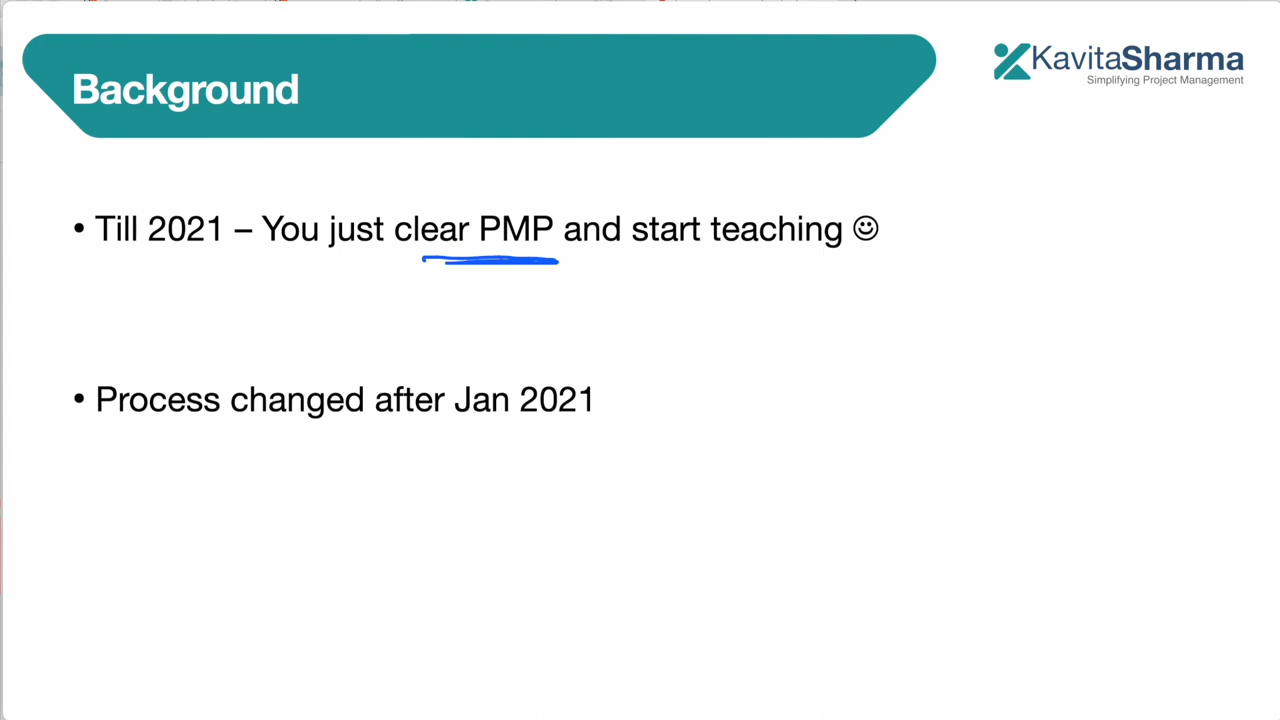 Background
KavitaSharma
Simplifying Project Management
• Till 2021 – You just clear PMP and start teaching ☺
• Process changed after Jan 2021